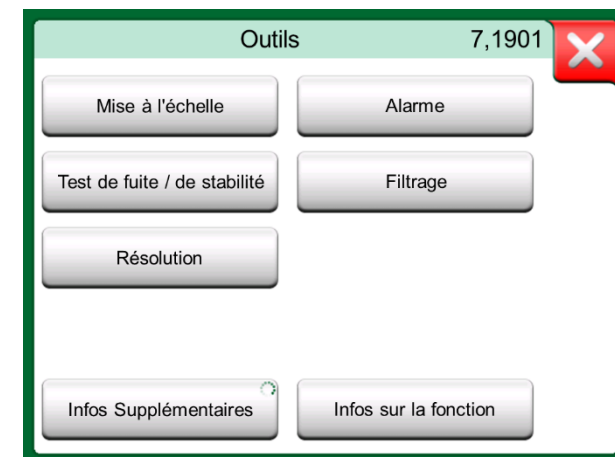 Outils 7,1901
Mise à l'échelle
Alarme
Test de fuite / de stabilité
Filtrage
Résolution
Infos Supplémentaires
Infos sur la fonction